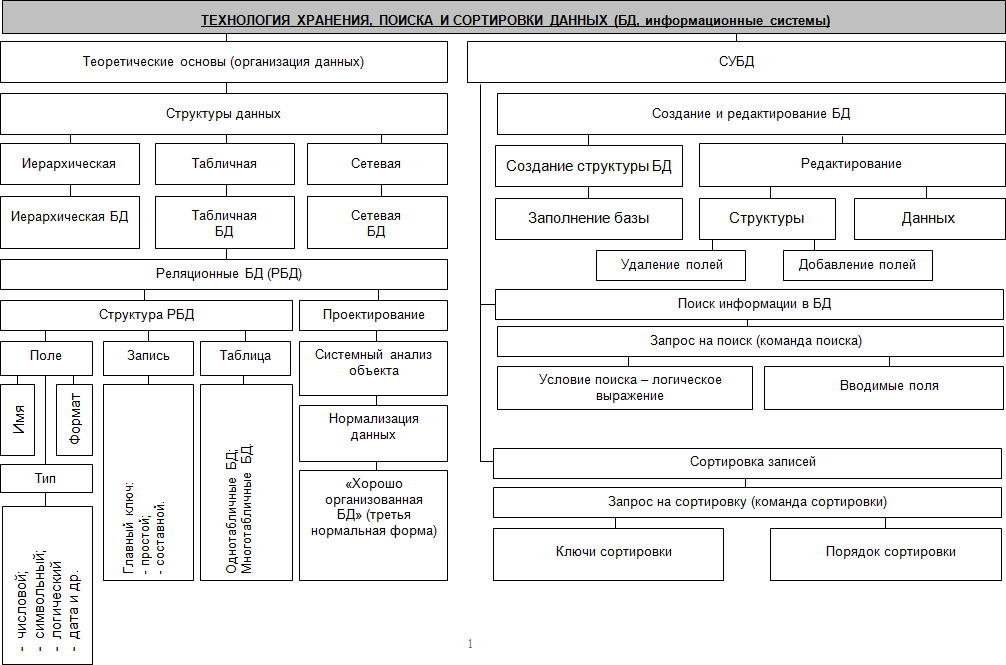 ТЕХНОЛОГИЯ ХРАНЕНИЯ, ПОИСКА И СОРТИРОВКИ ДАННЫХ (БД, информационные системы)
Теоретические основы (организация данных)
Структуры данных
Иерархическая
Табличная
Сетевая
Иерархическая БД
Табличная
БД
Сетевая
БД
Реляционные БД (РБД)
Структура РБД
Проектирование
Поле
Запись
Таблица
Имя
Формат
Тип
- числовой;
- символьный;
- логический
- дата и др.
Главный ключ:
- простой;
- составной.
Однотабличные БД;
Многотабличные БД.
Системный анализ
объекта
Нормализация
данных
«Хорошо
организованная
БД» (третья
нормальная форма)
СУБД
Создание и редактирование БД
Создание структуры БД
Редактирование
Заполнение базы
Структуры
Данных
Удаление полей
Добавление полей
Поиск информации в БД
Запрос на поиск (команда поиска)
Условие поиска – логическое
выражение
Вводимые поля
Сортировка записей
Запрос на сортировку (команда сортировки)
Ключи сортировки
Порядок сортировки
1